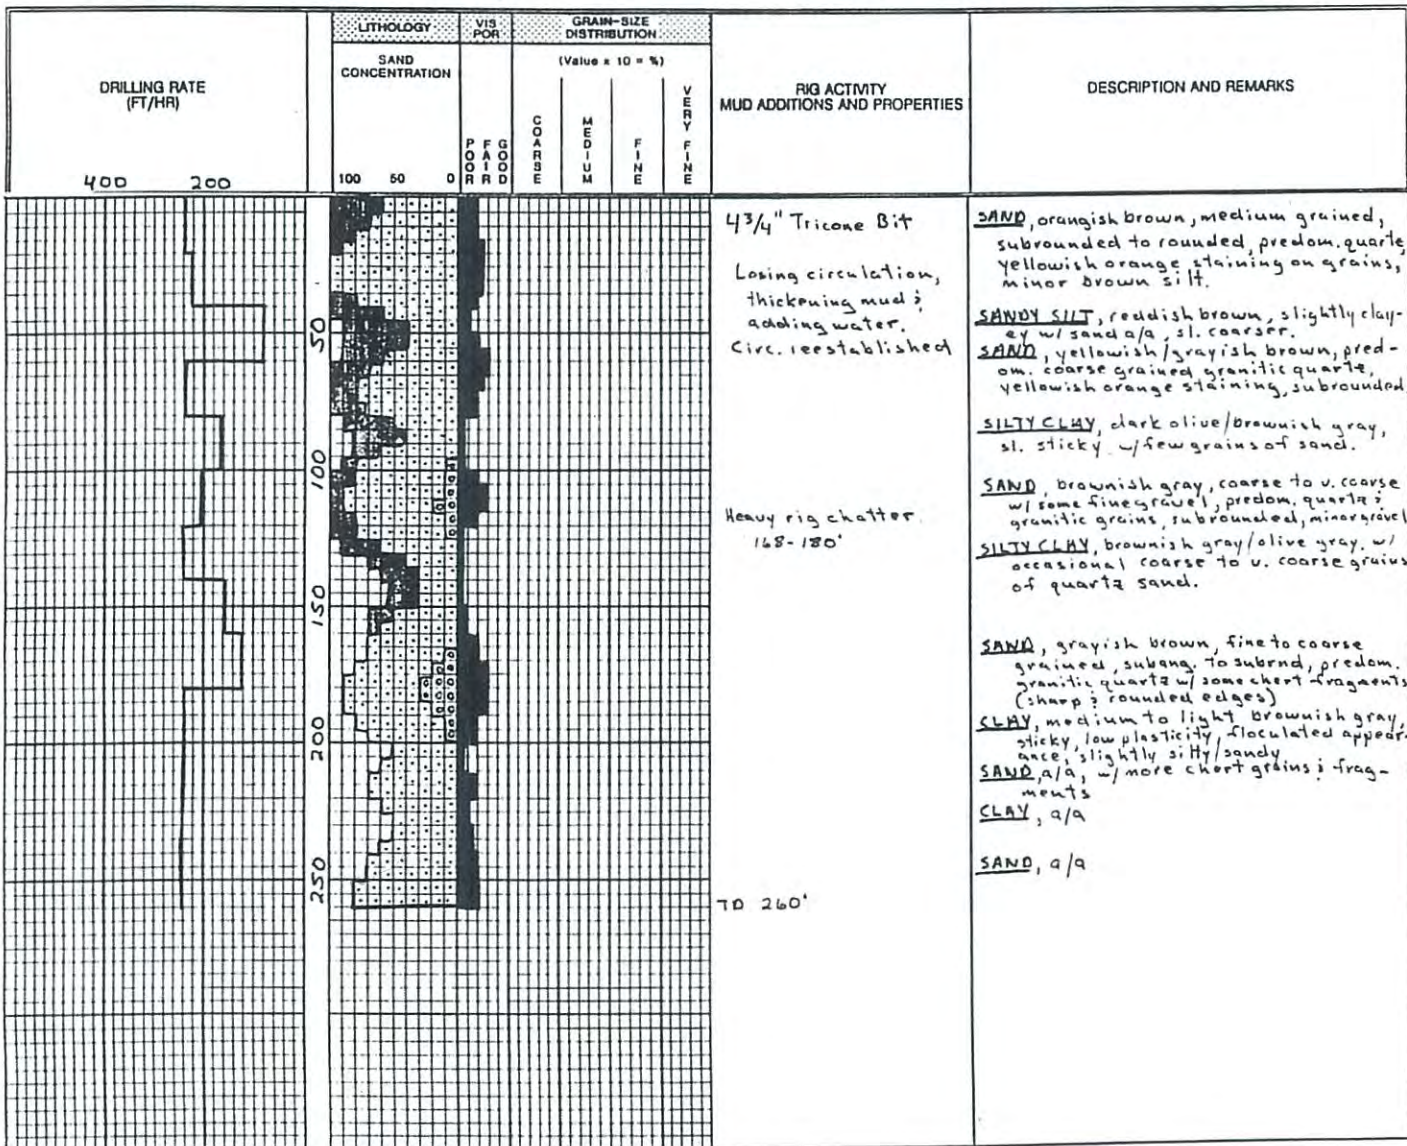 LITHOLOGY
VIS POR
GRAIN-SIZE DISTRIBUTION
DRILLING RATE
(FT/HR)
SAND
CONCENTRATION
(Value x 10 = %)
RIG ACTIVITY
MUD ADDITIONS AND PROPERTIES
DESCRIPTION AND REMARKS
POOR
FAIR
GOOD
COARSE
MEDIUM
FINE
VERY FINE
400 200
100 50 0
50
100
150
200
250
4 3/4" Tricone Bit
Losing circulation,
thickening mud &
adding water.
Circ. reestablished
Heavy rig chatter
168-180'
TD 260'
SAND, orangish brown, medium grained,
subrounded to rounded, predom. quartz,
yellowish orange staining on grains,
minor brown silt.
SANDY SILT, reddish brown, slightly clay-
ey w/ sand a/a, sl. coarser.
SAND, yellowish/grayish brown, pred-
om. coarse grained granitic quartz,
yellowish orange staining, subrounded
SILTY CLAY, dark olive/brownish gray,
sl. sticky w/ few grains of sand.
SAND, brownish gray, coarse to v. coarse
w/ some fine gravel, predom. quartz &
granitic grains, subrounded, minor gravel
SILTY CLAY, brownish gray/olive gray, w/
occasional coarse to v. coarse grains
of quartz sand.
SAND, grayish brown, fine to coarse
grained, subang. to subrnd, predom.
granitic quartz w/ some chert fragments
(sharp & rounded edges)
CLAY, medium to light brownish gray,
sticky, low plasticity, floculated appear-
ance, slightly silty/sandy
SAND, a/a, w/ more chert grains & frag-
ments
CLAY, a/a
SAND, a/a